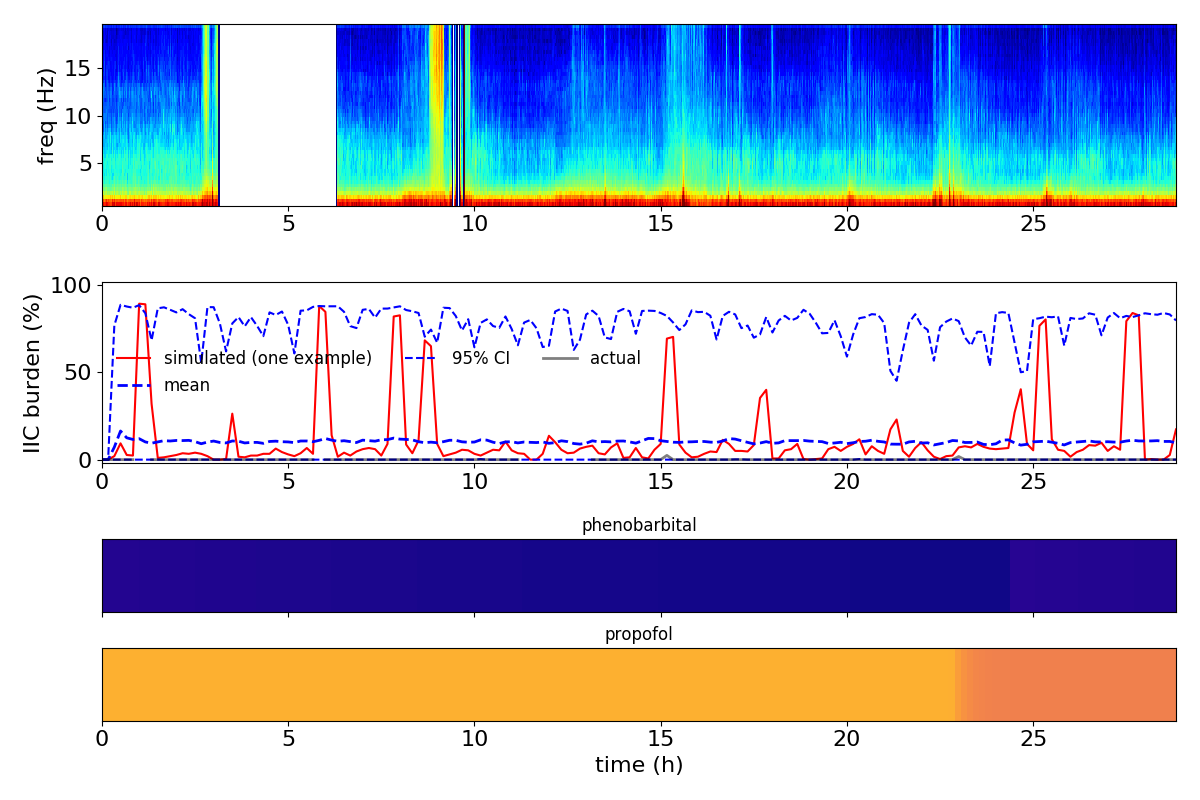 freq (Hz)
15
10
5
0 5 10 15 20 25
IC burden (%)
100
50
0
simulated (one example) 95% CI actual
mean
0 5 10 15 20 25
phenobarbital
propofol
0 5 10 15 20 25
time (h)